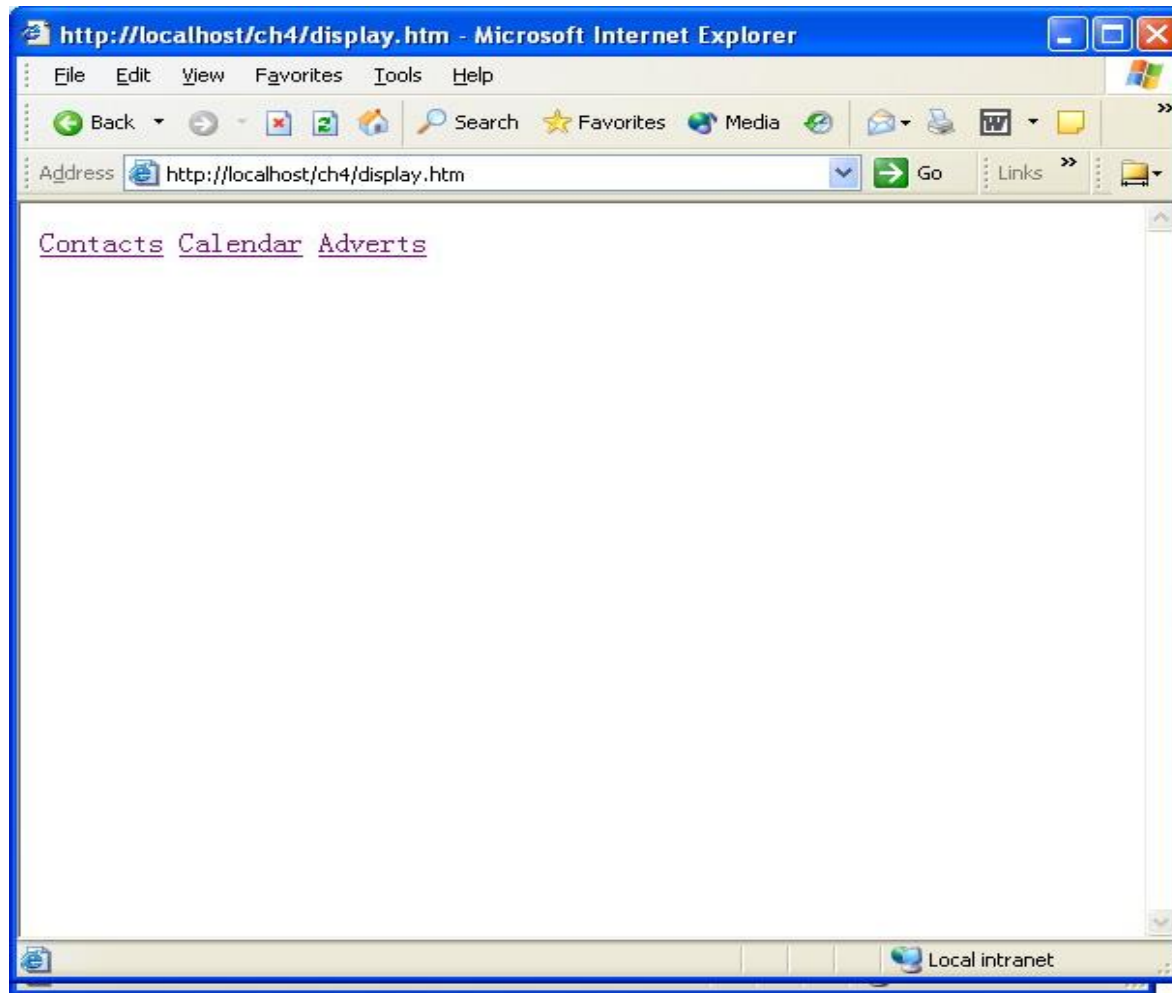 http://localhost/ch4/display.htm - Microsoft Internet Explorer
File Edit View Favorites Tools Help
Back Search Favorites Media
Address http://localhost/ch4/display.htm Go Links
Contacts Calendar Adverts
Local intranet